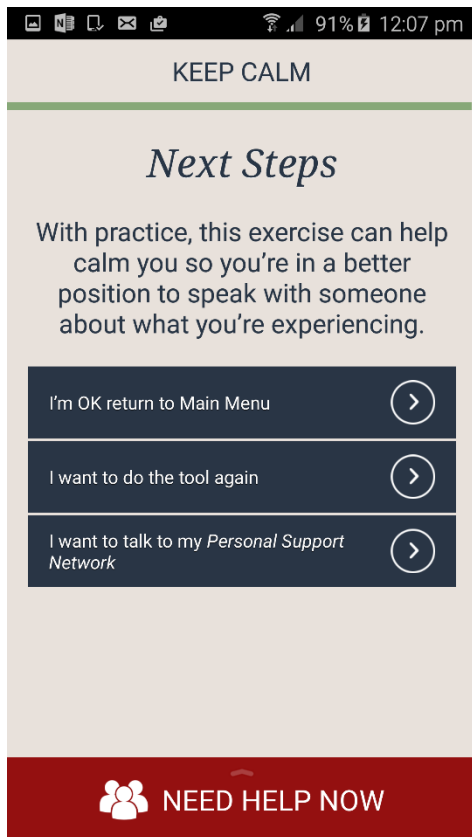 91% 12:07 pm
KEEP CALM
Next Steps
With practice, this exercise can help
calm you so you’re in a better
position to speak with someone
about what you’re experiencing.
I’m OK return to Main Menu
I want to do the tool again
I want to talk to my Personal Support
Network
NEED HELP NOW